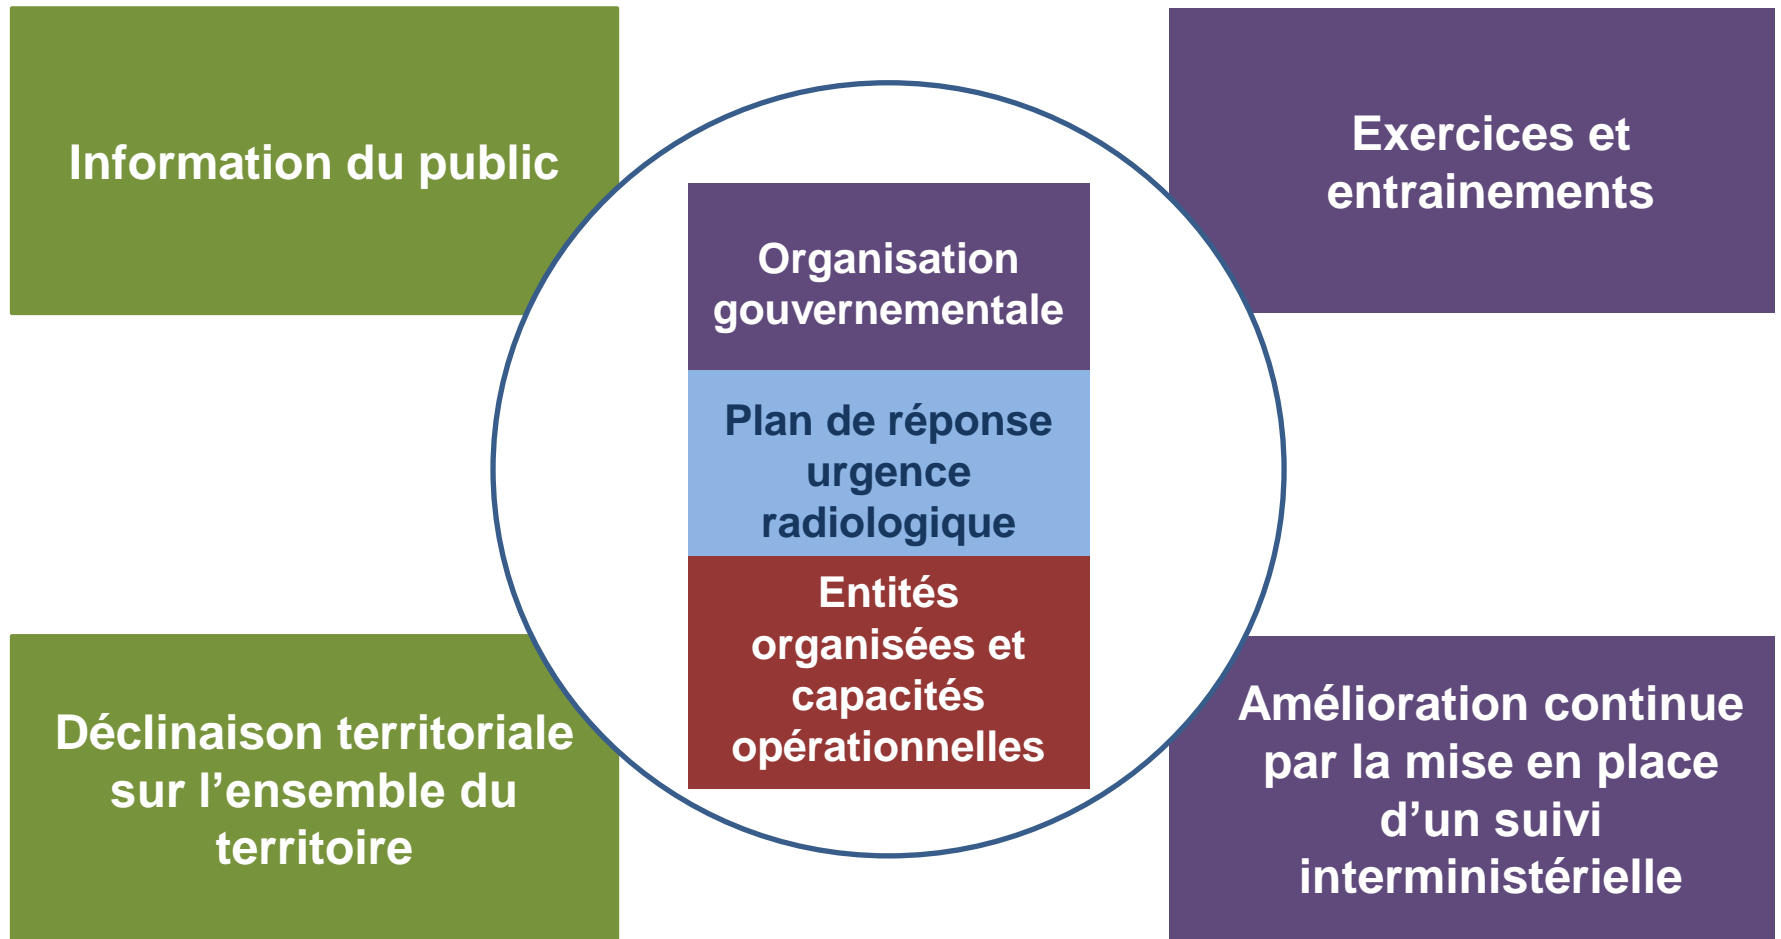 Information du public
Exercices et
entrainements
Organisation
gouvernementale
Plan de réponse
urgence
radiologique
Entités
organisées et
capacités
opérationnelles
Déclinaison territoriale
sur l’ensemble du
territoire
Amélioration continue
par la mise en place
d’un suivi
interministérielle